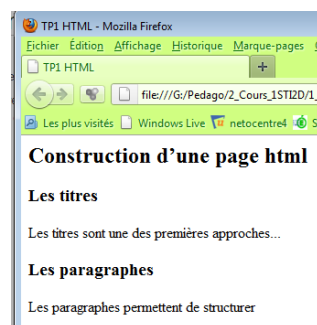 TP1 HTML - Mozilla Firefox
Fichier Édition Affichage Historique Marque-pages
TP1 HTML
file:///G:/Pedago/2_Cours_1STI2D/1_
Les plus visités Windows Live netocentre4 S
Construction d'une page html
Les titres
Les titres sont une des premières approches...
Les paragraphes
Les paragraphes permettent de structurer